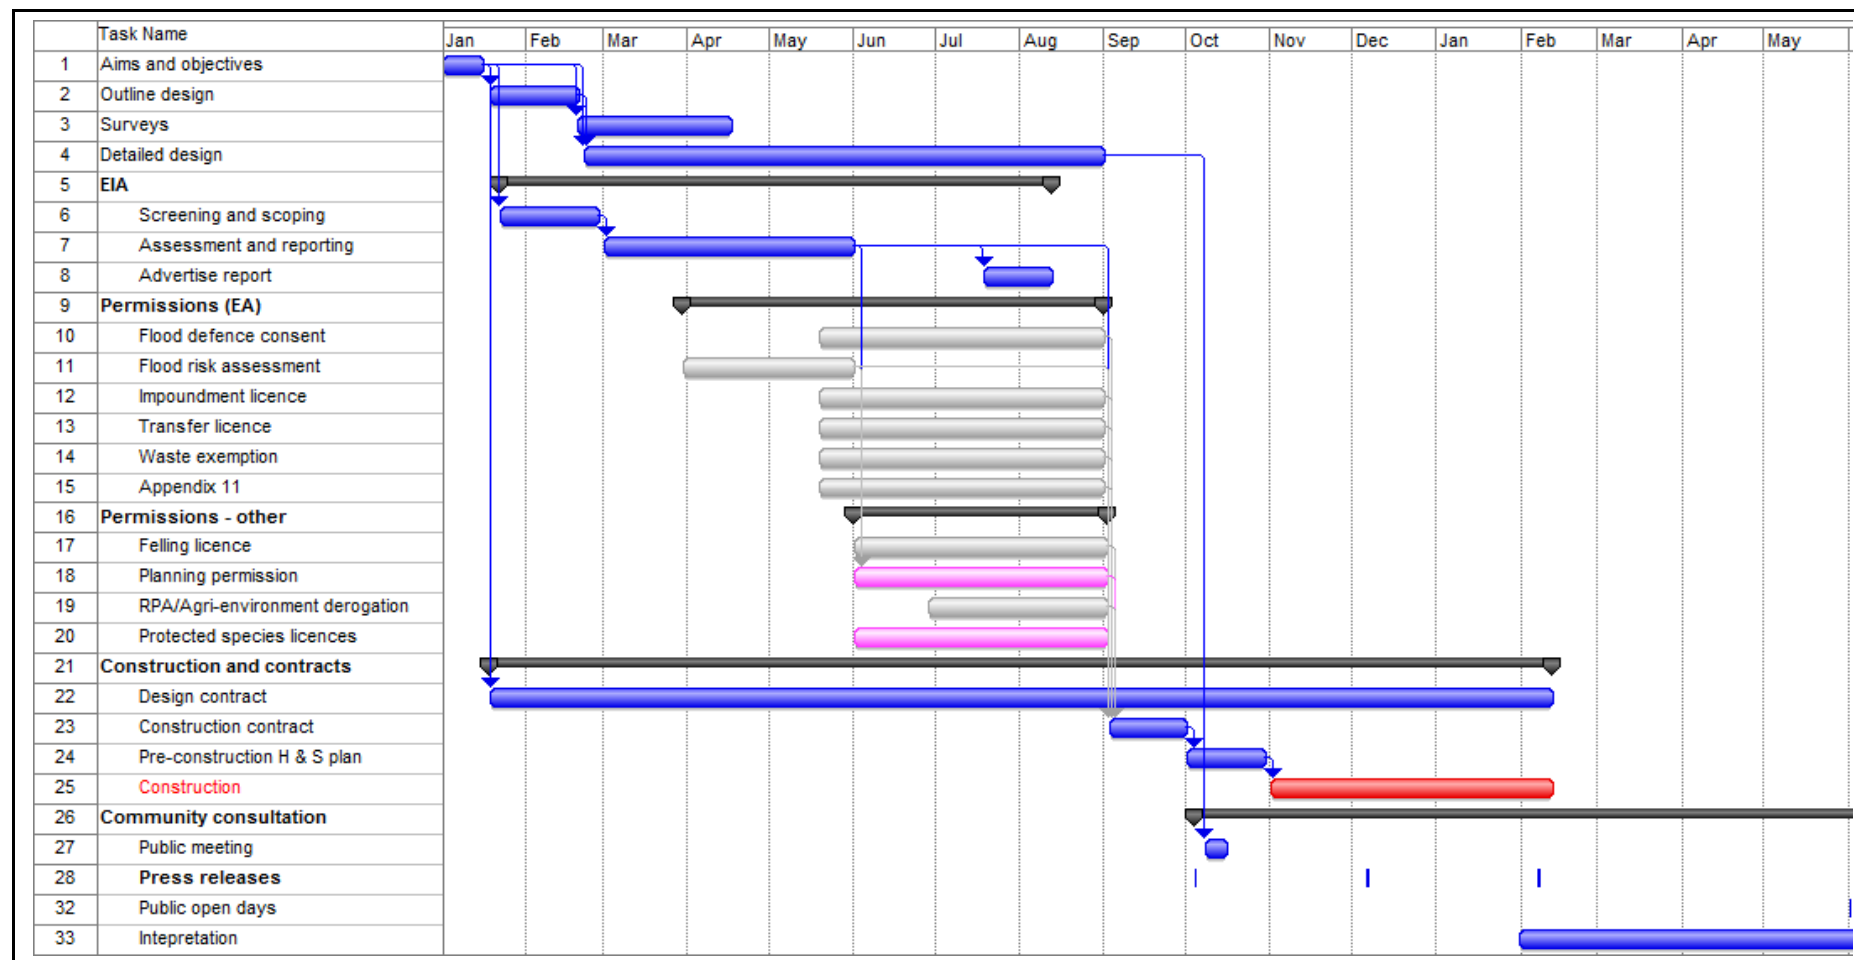 Task Name
Jan Feb Mar Apr May Jun Jul Aug Sep Oct Nov Dec Jan Feb Mar Apr May
1 Aims and objectives
2 Outline design
3 Surveys
4 Detailed design
5 EIA
6 Screening and scoping
7 Assessment and reporting
8 Advertise report
9 Permissions (EA)
10 Flood defence consent
11 Flood risk assessment
12 Impoundment licence
13 Transfer licence
14 Waste exemption
15 Appendix 11
16 Permissions - other
17 Felling licence
18 Planning permission
19 RPA/Agri-environment derogation
20 Protected species licences
21 Construction and contracts
22 Design contract
23 Construction contract
24 Pre-construction H & S plan
25 Construction
26 Community consultation
27 Public meeting
28 Press releases
32 Public open days
33 Intepretation